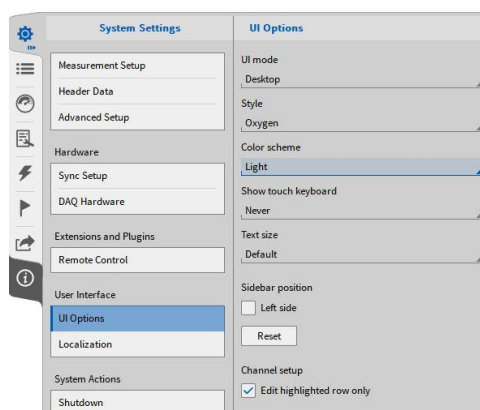 System Settings
Measurement Setup
Header Data
Advanced Setup
Hardware
Sync Setup
DAQ Hardware
Extensions and Plugins
Remote Control
User Interface
UI Options
Localization
System Actions
Shutdown
UI Options
UI mode
Desktop
Style
Oxygen
Color scheme
Light
Show touch keyboard
Never
Text size
Default
Sidebar position
Left side
Reset
Channel setup
Edit highlighted row only